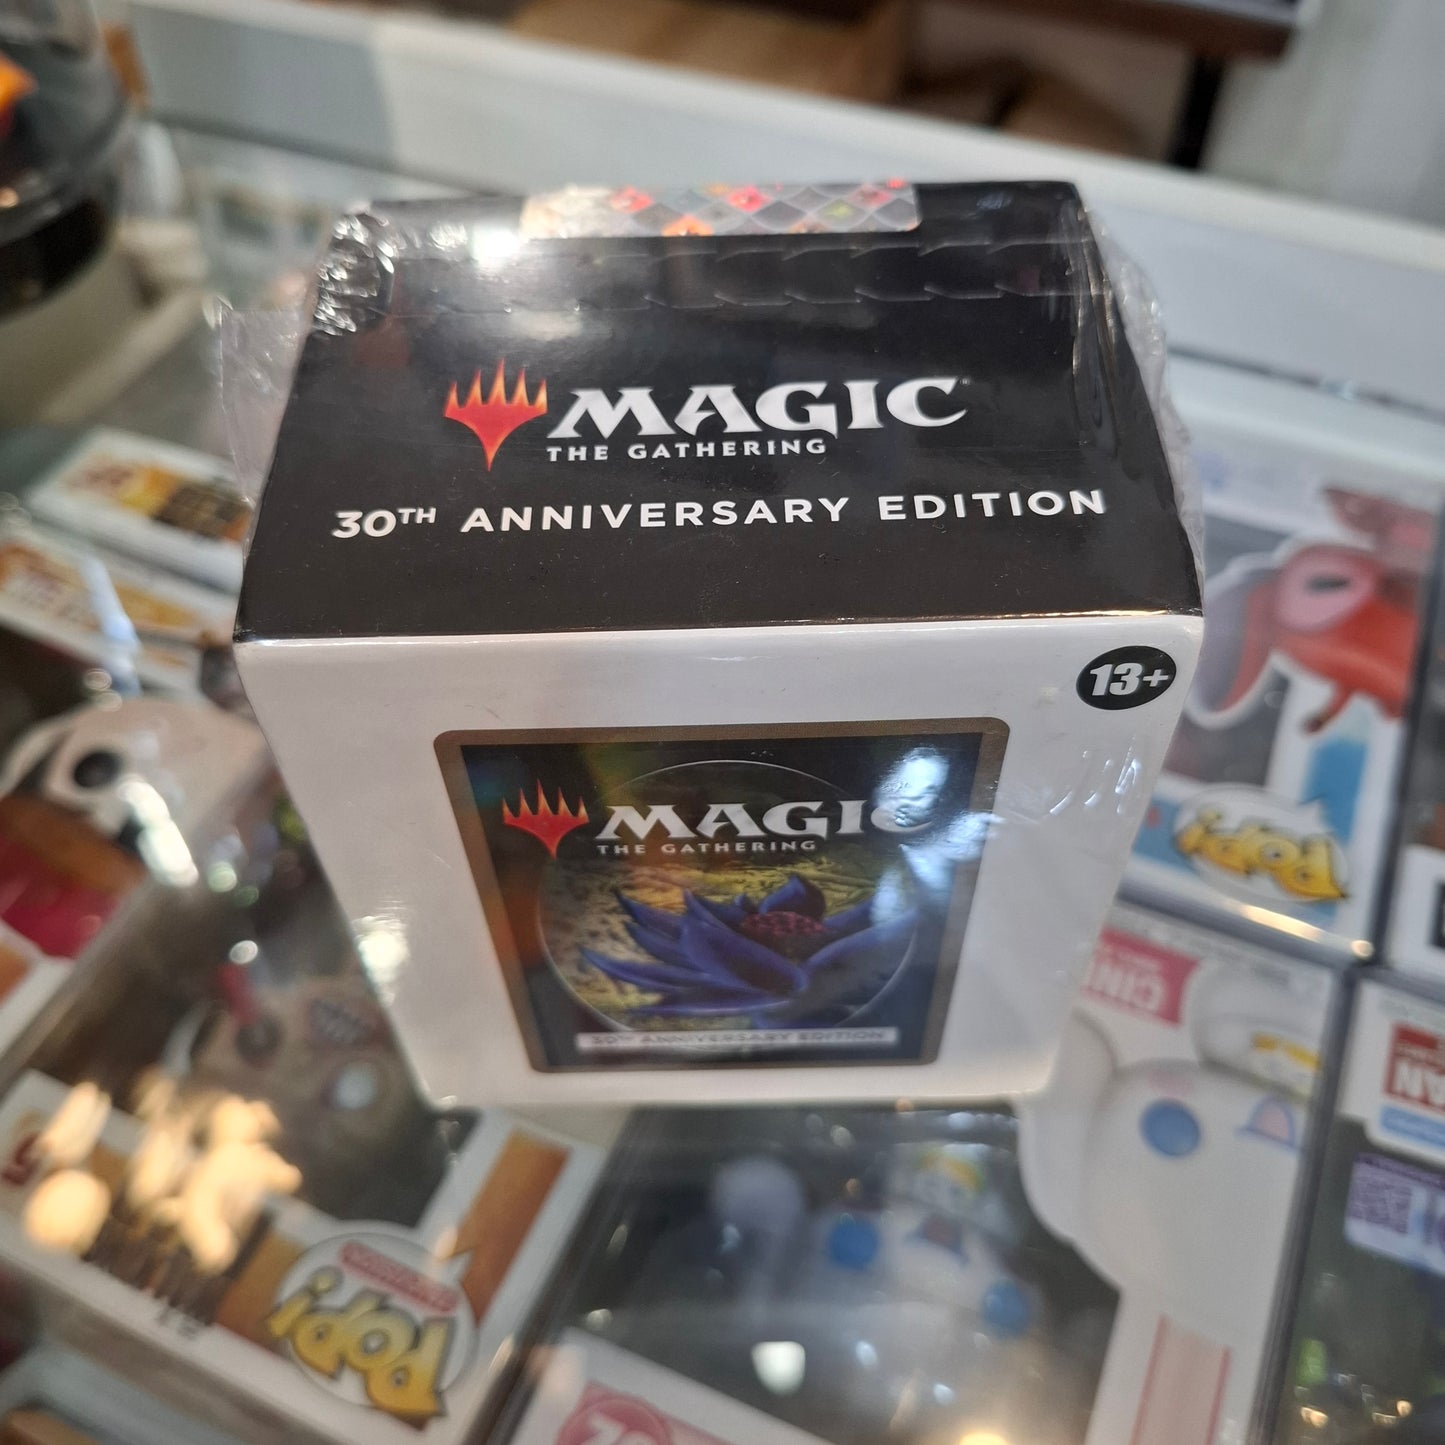 MAGIC
THE GATHERING
30TH ANNIVERSARY EDITION
13+
MAGIC
THE GATHERING
30TH ANNIVERSARY EDITION
POP!
POP!